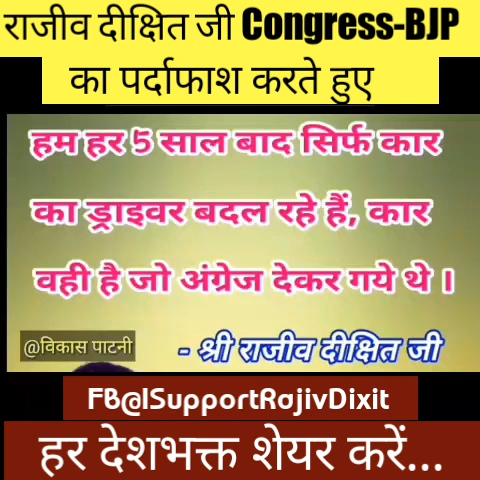 राजीव दीक्षित जी Congress-BJP
का पर्दाफाश करते हुए
हम हर 5 साल बाद सिर्फ कार
का ड्राइवर बदल रहे हैं, कार
वही है जो अंग्रेज देकर गये थे ।
@विकास पाटनी
- श्री राजीव दीक्षित जी
FB@ISupportRajivDixit
हर देशभक्त शेयर करें...